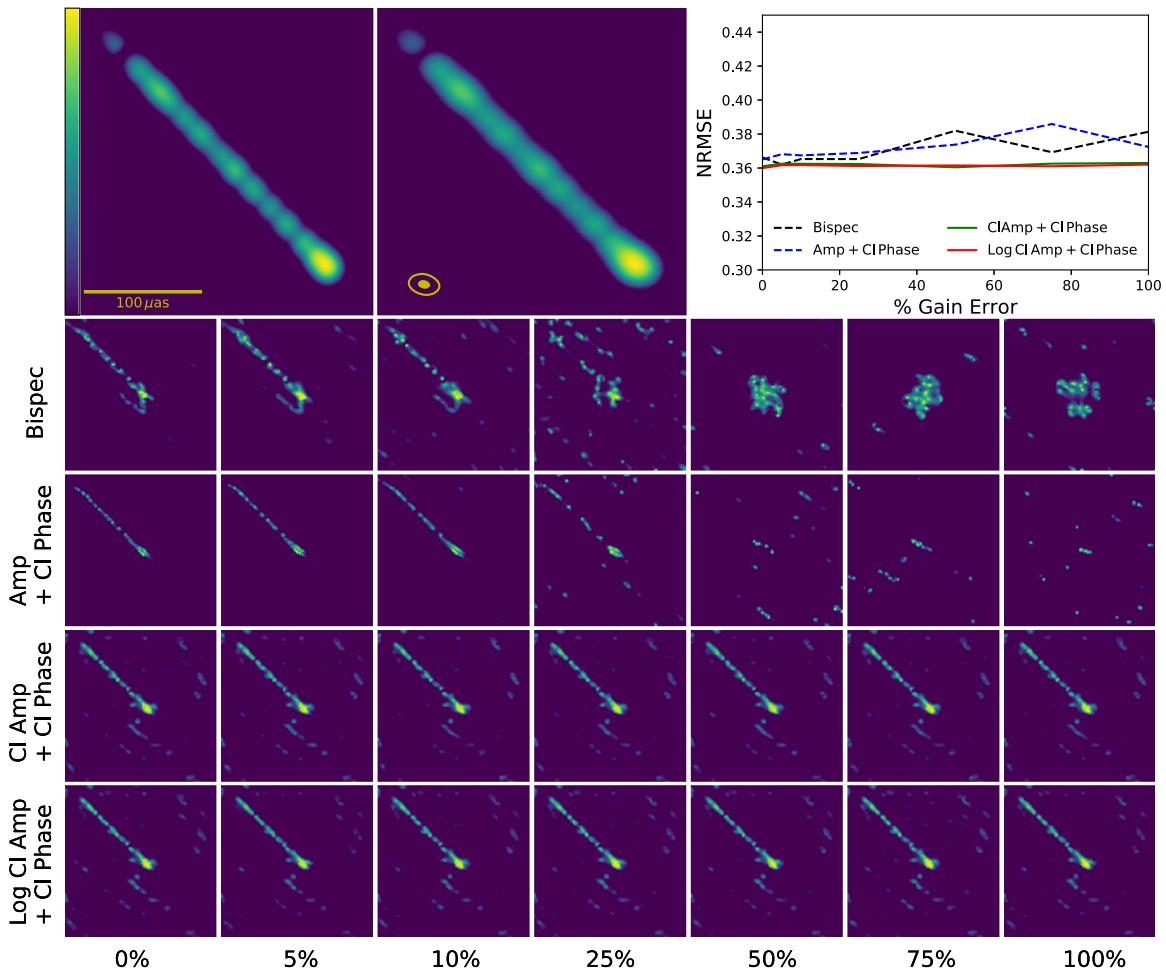 100 μas
0.44
0.42
0.40
0.38
0.36
0.34
0.32
0.30
NRMSE
Bispec
Amp + Cl Phase
Cl Amp + Cl Phase
Log Cl Amp + Cl Phase
0
20
40
60
80
100
% Gain Error
Bispec
Amp
+ Cl Phase
Cl Amp
+ Cl Phase
Log Cl Amp
+ Cl Phase
0%
5%
10%
25%
50%
75%
100%